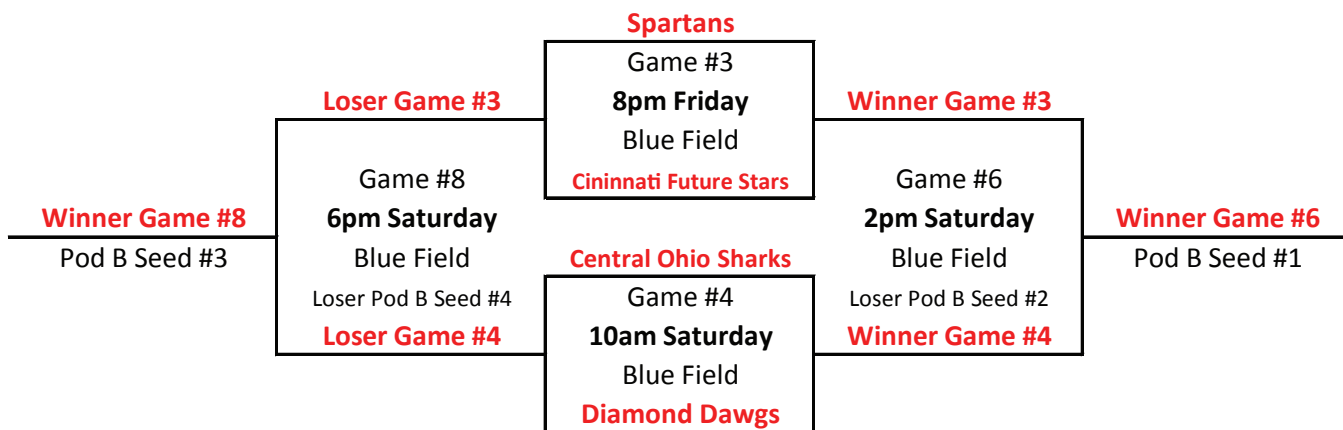 Spartans
Game #3
Loser Game #3
8pm Friday
Winner Game #3
Blue Field
Game #8
Cininnati Future Stars
Game #6
Winner Game #8
6pm Saturday
2pm Saturday
Winner Game #6
Pod B Seed #3
Blue Field
Central Ohio Sharks
Blue Field
Pod B Seed #1
Loser Pod B Seed #4
Game #4
Loser Pod B Seed #2
Loser Game #4
10am Saturday
Winner Game #4
Blue Field
Diamond Dawgs